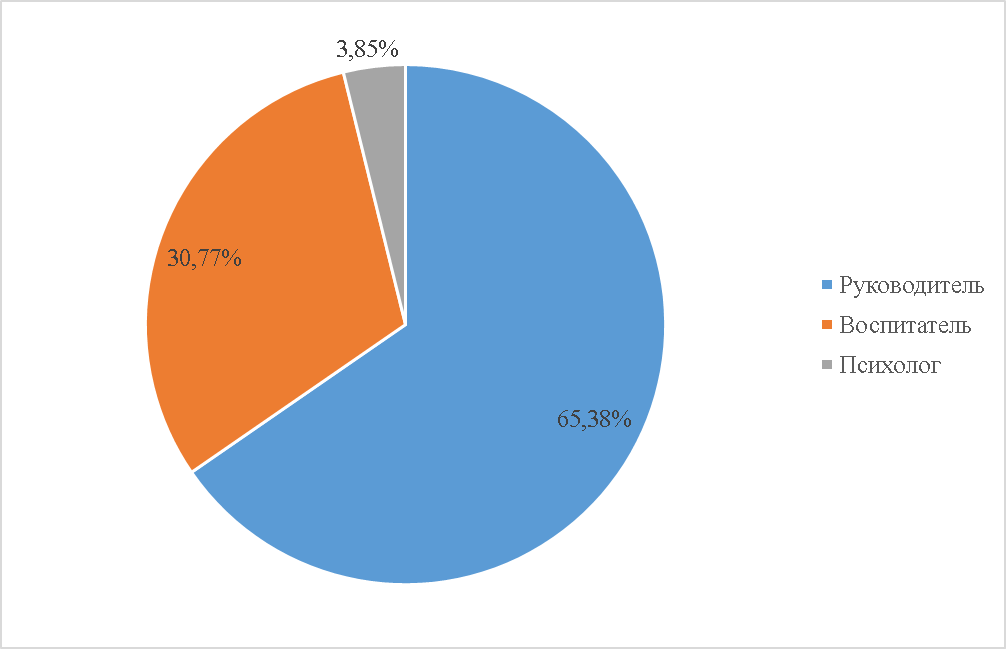 3,85%
30,77%
65,38%
Руководитель
Воспитатель
Психолог